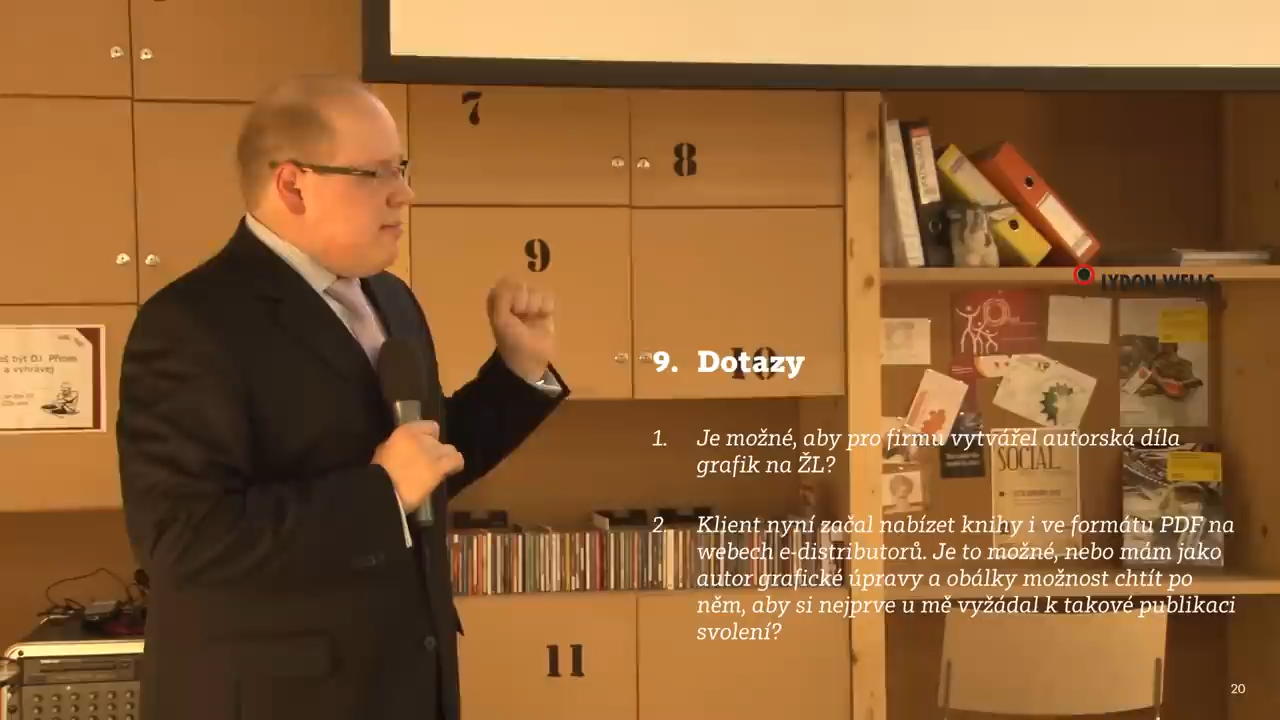 7
8
9
10
11
LYDON WELLS
9. Dotazy
1. Je možné, aby pro firmu vytvářel autorská díla
grafik na ŽL?
2. Klient nyní začal nabízet knihy i ve formátu PDF na
webech e-distributorů. Je to možné, nebo mám jako
autor grafické úpravy a obálky možnost chtít po
něm, aby si nejprve u mě vyžádal k takové publikaci
svolení?
SOCIAL
20